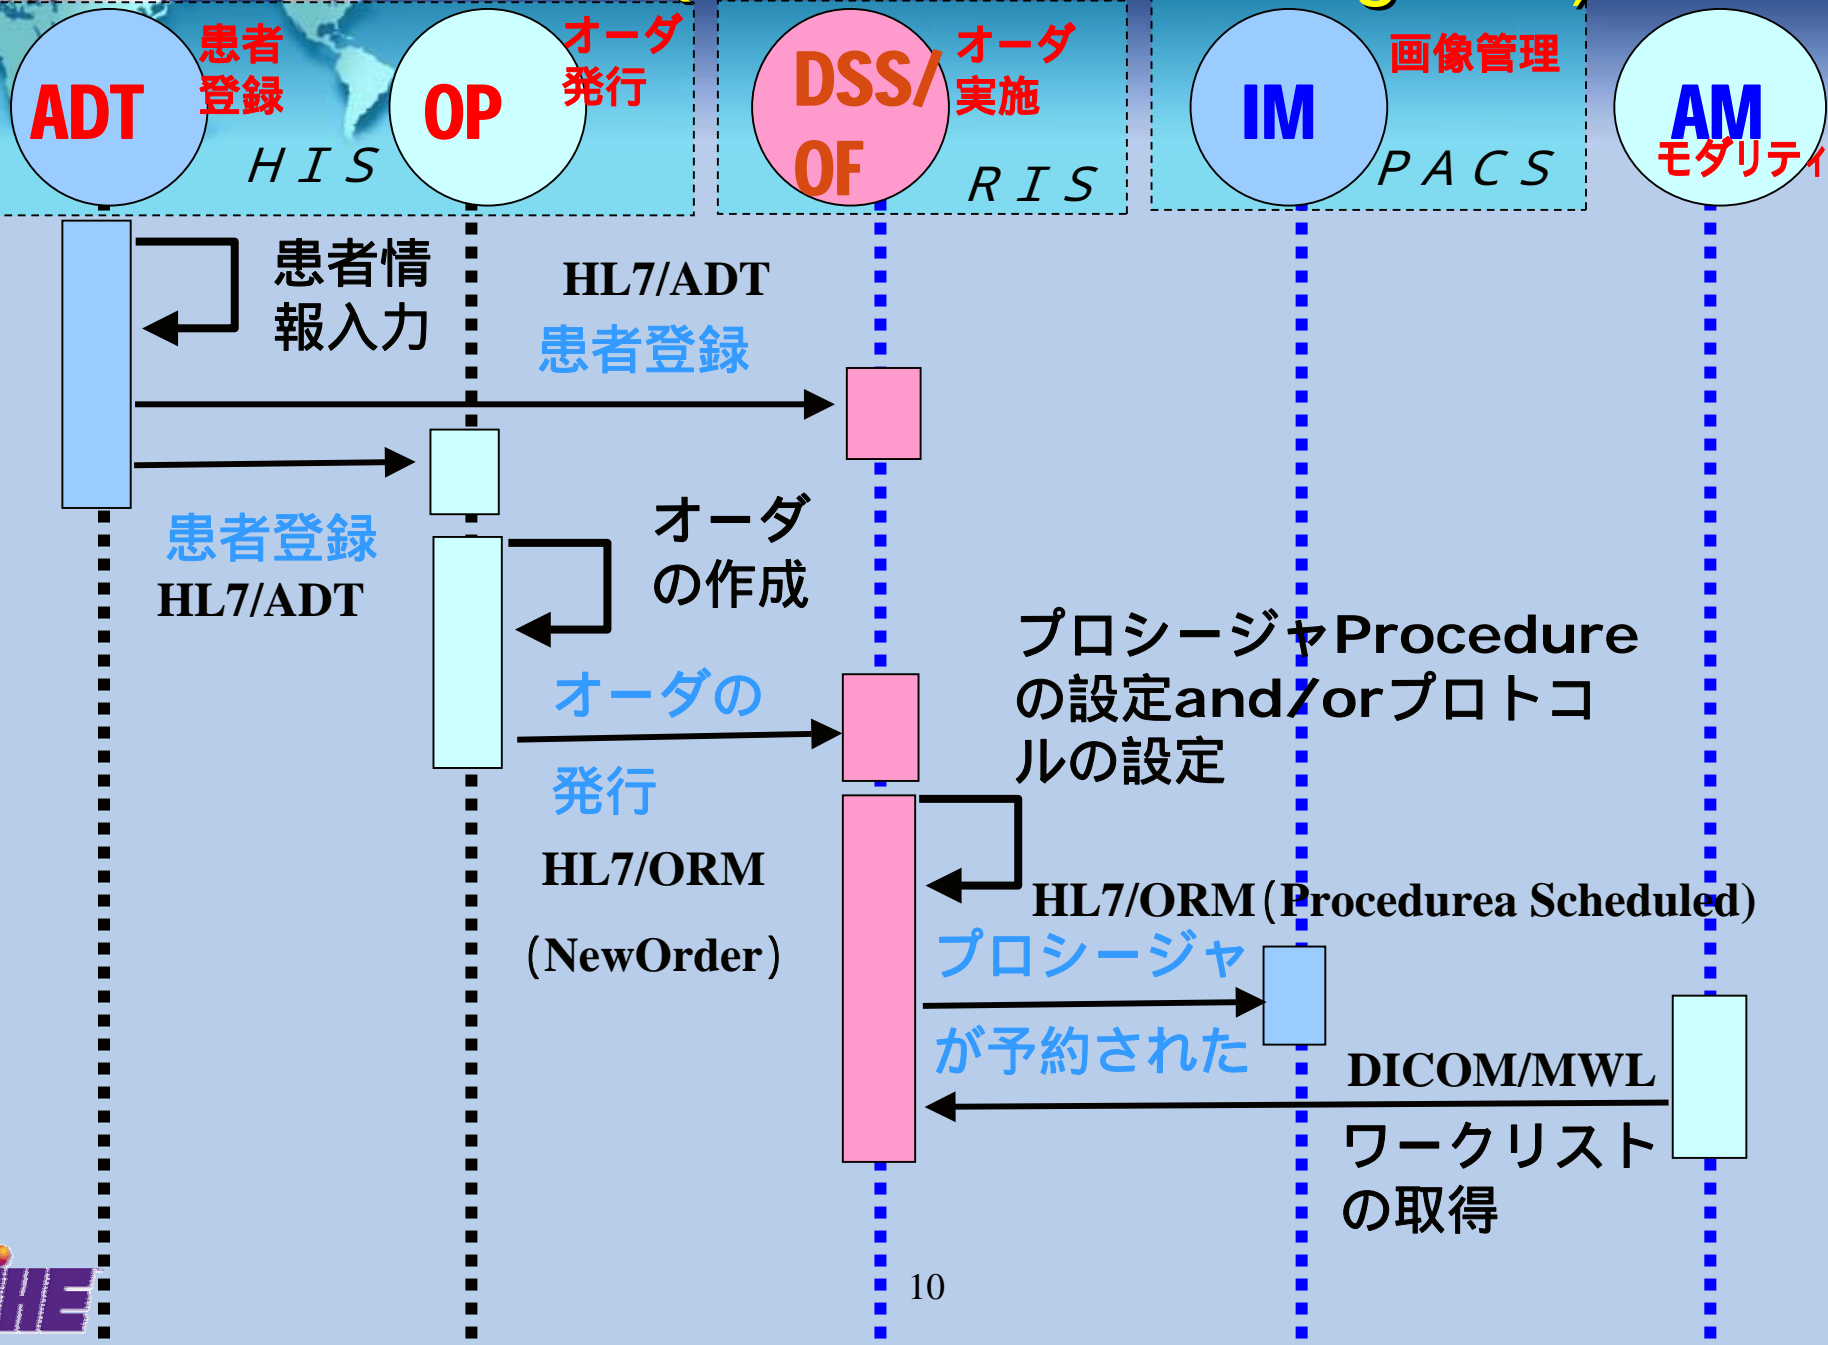 ADT
患者
登録
HIS
OP
オーダ
発行
DSS/
OF
オーダ
実施
RIS
IM
画像管理
PACS
AM
モダリティ
患者情
報入力
HL7/ADT
患者登録
患者登録
HL7/ADT
オーダ
の作成
オーダの
発行
HL7/ORM
(NewOrder)
プロシージャProcedure
の設定and/orプロトコ
ルの設定
HL7/ORM(Procedurea Scheduled)
プロシージャ
が予約された
DICOM/MWL
ワークリスト
の取得
IHE
10